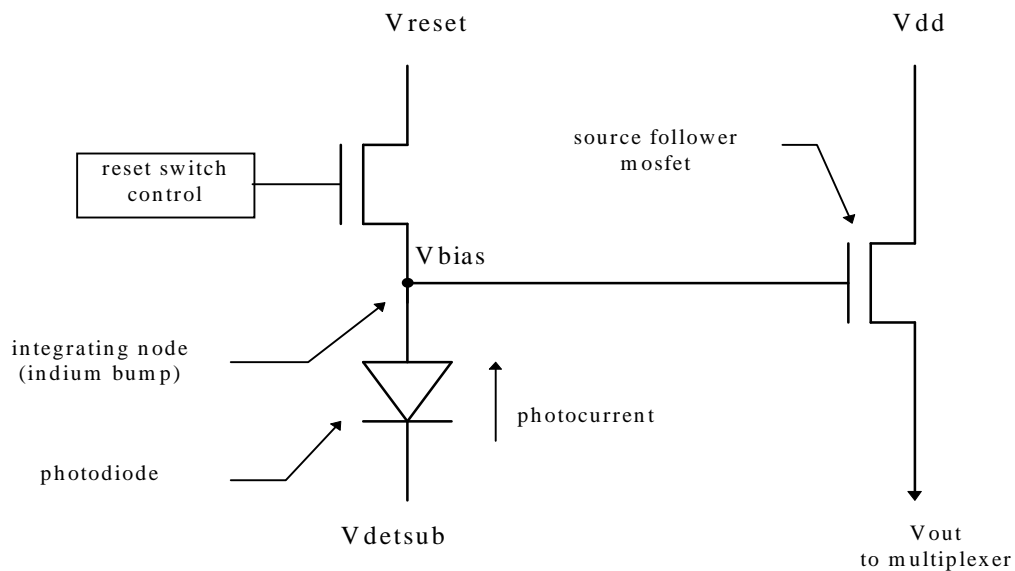 Vreset
Vdd
source follower
mosfet
reset switch
control
Vbias
integrating node
(indium bump)
photocurrent
photodiode
Vdetsub
Vout
to multiplexer